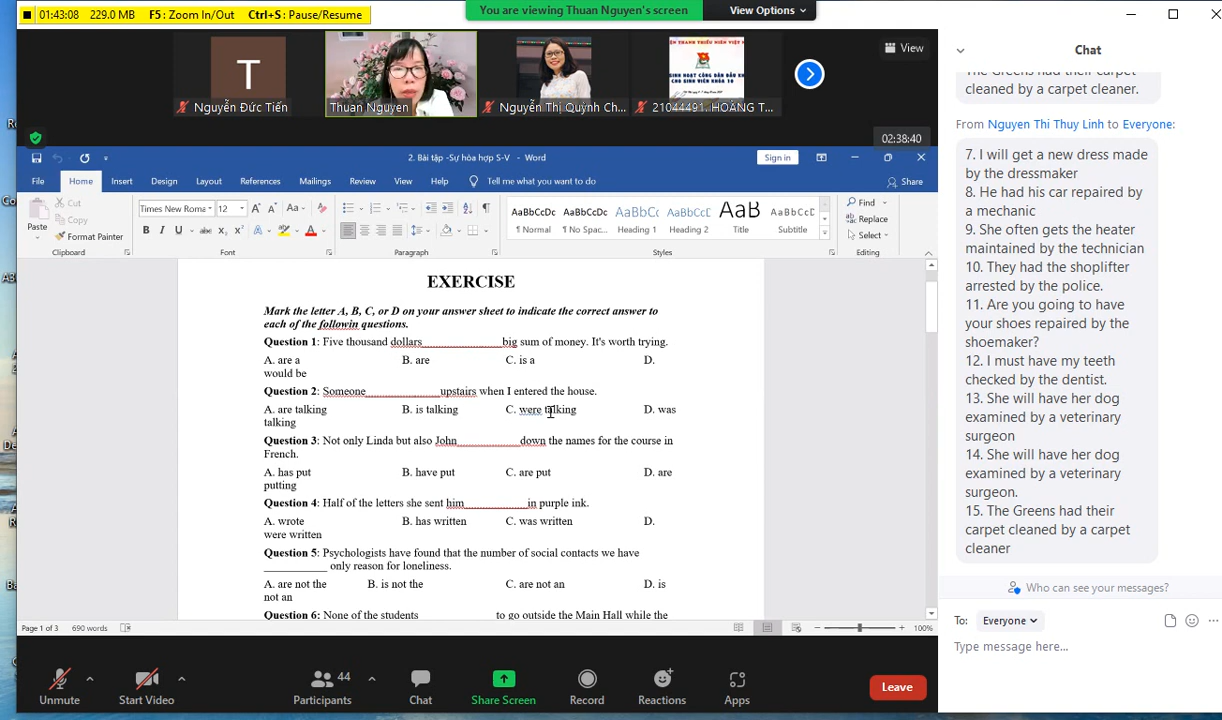 01:43:08 229.0 MB F5: Zoom In/Out Ctrl+S : Pause/Resume
You are viewing Thuan Nguyen's screen View Options
T
Nguyễn Đức Tiến
Thuan Nguyen
Nguyễn Thị Quỳnh Ch...
21044491. HOÀNG T...
View
02:38:40
2. Bài tập -Sự hòa hợp S-V - Word
Sign in
File Home Insert Design Layout References Mailings Review View Help Tell me what you want to do Share
Paste
Cut
Copy
Format Painter
Clipboard
Times New Roma 12
Font
Paragraph
AaBbCcDc AaBbCcDc AaBbCc AaBbCcC AaB AaBbCcD
¶ Normal ¶ No Spac... Heading 1 Heading 2 Title Subtitle
Styles
Find
Replace
Select
Editing
EXERCISE
Mark the letter A, B, C, or D on your answer sheet to indicate the correct answer to
each of the followin questions.
Question 1: Five thousand dollars______________big sum of money. It's worth trying.
A. are a B. are C. is a D.
would be
Question 2: Someone_____________upstairs when I entered the house.
A. are talking B. is talking C. were talking D. was
talking
Question 3: Not only Linda but also John___________down the names for the course in
French.
A. has put B. have put C. are put D. are
putting
Question 4: Half of the letters she sent him___________in purple ink.
A. wrote B. has written C. was written D.
were written
Question 5: Psychologists have found that the number of social contacts we have
___________ only reason for loneliness.
A. are not the B. is not the C. are not an D. is
not an
Question 6: None of the students _____________ to go outside the Main Hall while the
Page 1 of 3 690 words
100%
Unmute Start Video Participants 44 Chat Share Screen Record Reactions Apps Leave
Chat
The Greens had their carpet
cleaned by a carpet cleaner.
From Nguyen Thi Thuy Linh to Everyone:
7. I will get a new dress made
by the dressmaker
8. He had his car repaired by
a mechanic
9. She often gets the heater
maintained by the technician
10. They had the shoplifter
arrested by the police.
11. Are you going to have
your shoes repaired by the
shoemaker?
12. I must have my teeth
checked by the dentist.
13. She will have her dog
examined by a veterinary
surgeon
14. She will have her dog
examined by a veterinary
surgeon.
15. The Greens had their
carpet cleaned by a carpet
cleaner
Who can see your messages?
To: Everyone
Type message here...